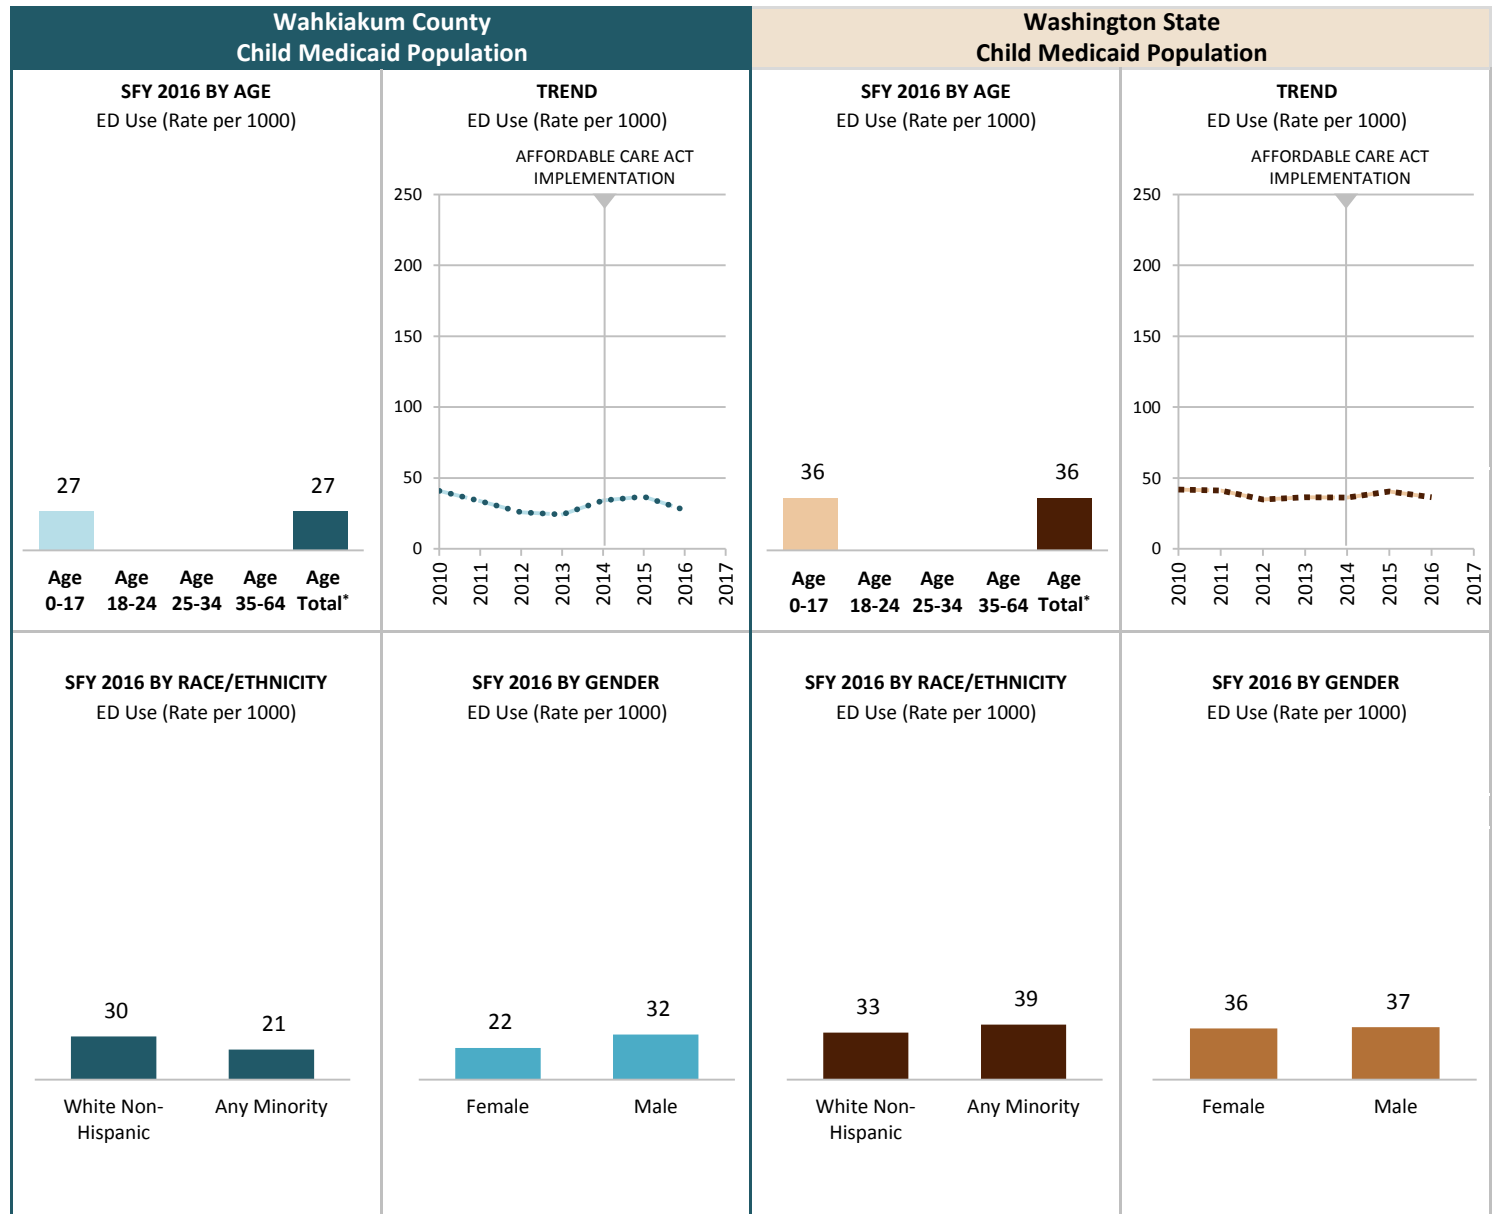 Wahkiakum County
Child Medicaid Population
Washington State
Child Medicaid Population
SFY 2016 BY AGE
ED Use (Rate per 1000)
27
27
Age 0-17
Age 18-24
Age 25-34
Age 35-64
Age Total*
TREND
ED Use (Rate per 1000)
AFFORDABLE CARE ACT
IMPLEMENTATION
250
200
150
100
50
0
2010
2011
2012
2013
2014
2015
2016
2017
SFY 2016 BY AGE
ED Use (Rate per 1000)
36
36
Age 0-17
Age 18-24
Age 25-34
Age 35-64
Age Total*
TREND
ED Use (Rate per 1000)
AFFORDABLE CARE ACT
IMPLEMENTATION
250
200
150
100
50
0
2010
2011
2012
2013
2014
2015
2016
2017
SFY 2016 BY RACE/ETHNICITY
ED Use (Rate per 1000)
30
21
White Non-
Hispanic
Any Minority
SFY 2016 BY GENDER
ED Use (Rate per 1000)
22
32
Female
Male
SFY 2016 BY RACE/ETHNICITY
ED Use (Rate per 1000)
33
39
White Non-
Hispanic
Any Minority
SFY 2016 BY GENDER
ED Use (Rate per 1000)
36
37
Female
Male